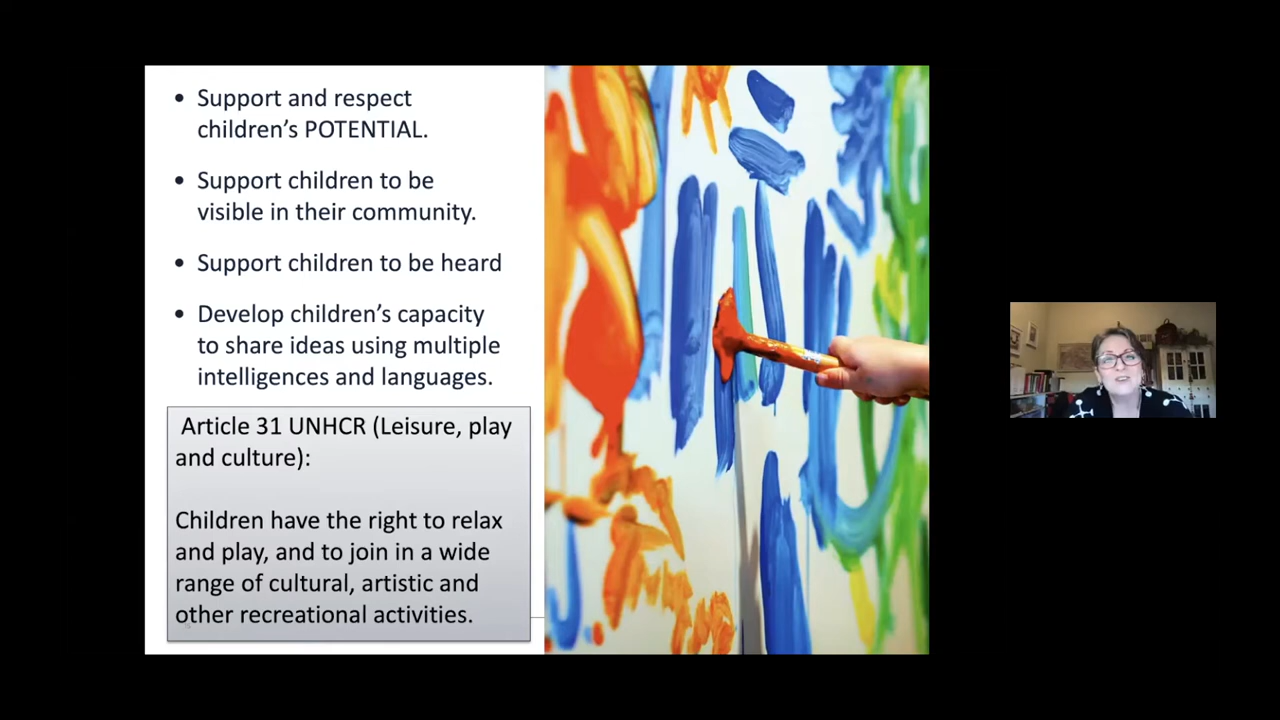 • Support and respect
children's POTENTIAL.
• Support children to be
visible in their community.
• Support children to be heard
• Develop children's capacity
to share ideas using multiple
intelligences and languages.
Article 31 UNHCR (Leisure, play
and culture):
Children have the right to relax
and play, and to join in a wide
range of cultural, artistic and
other recreational activities.